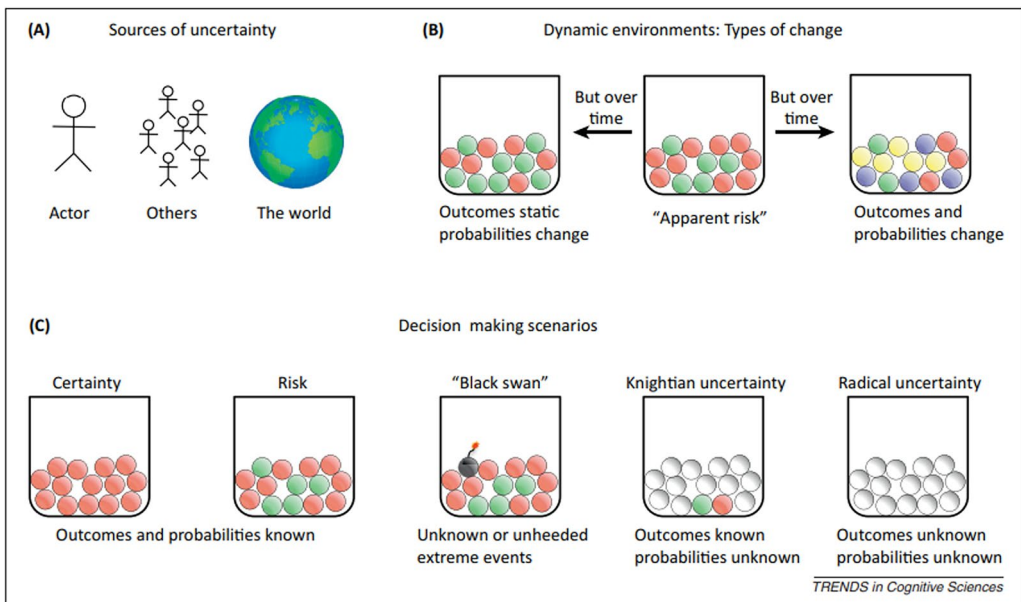 (A) Sources of uncertainty
Actor
Others
The world
(B) Dynamic environments: Types of change
But over
time
But over
time
Outcomes static
probabilities change
“Apparent risk”
Outcomes and
probabilities change
(C) Decision making scenarios
Certainty
Risk
“Black swan”
Knightian uncertainty
Radical uncertainty
Outcomes and probabilities known
Unknown or unheeded
extreme events
Outcomes known
probabilities unknown
Outcomes unknown
probabilities unknown
TRENDS in Cognitive Sciences